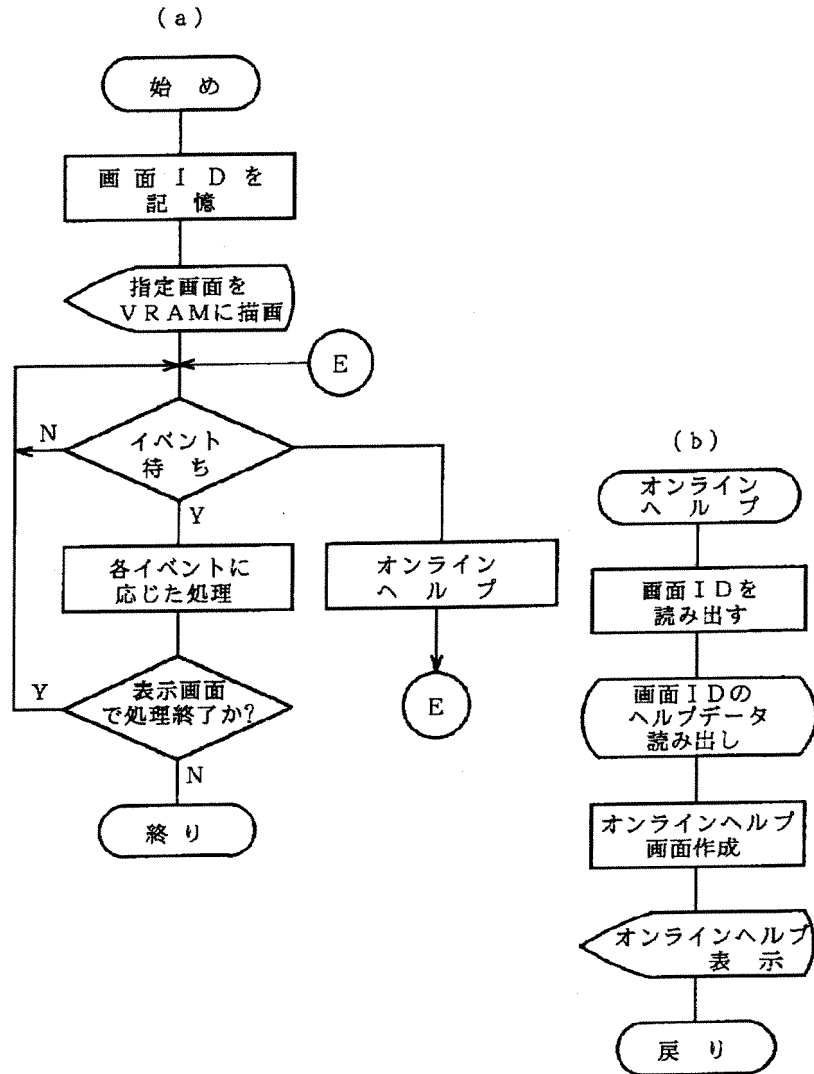 (a)
始め
画面IDを
記憶
指定画面を
VRAMに描画
E
N
イベント
待ち
Y
各イベントに
応じた処理
オンライン
ヘルプ
Y
表示画面
で処理終了か?
E
N
終り
(b)
オンライン
ヘルプ
画面IDを
読み出す
画面IDの
ヘルプデータ
読み出し
オンラインヘルプ
画面作成
オンラインヘルプ
表示
戻り